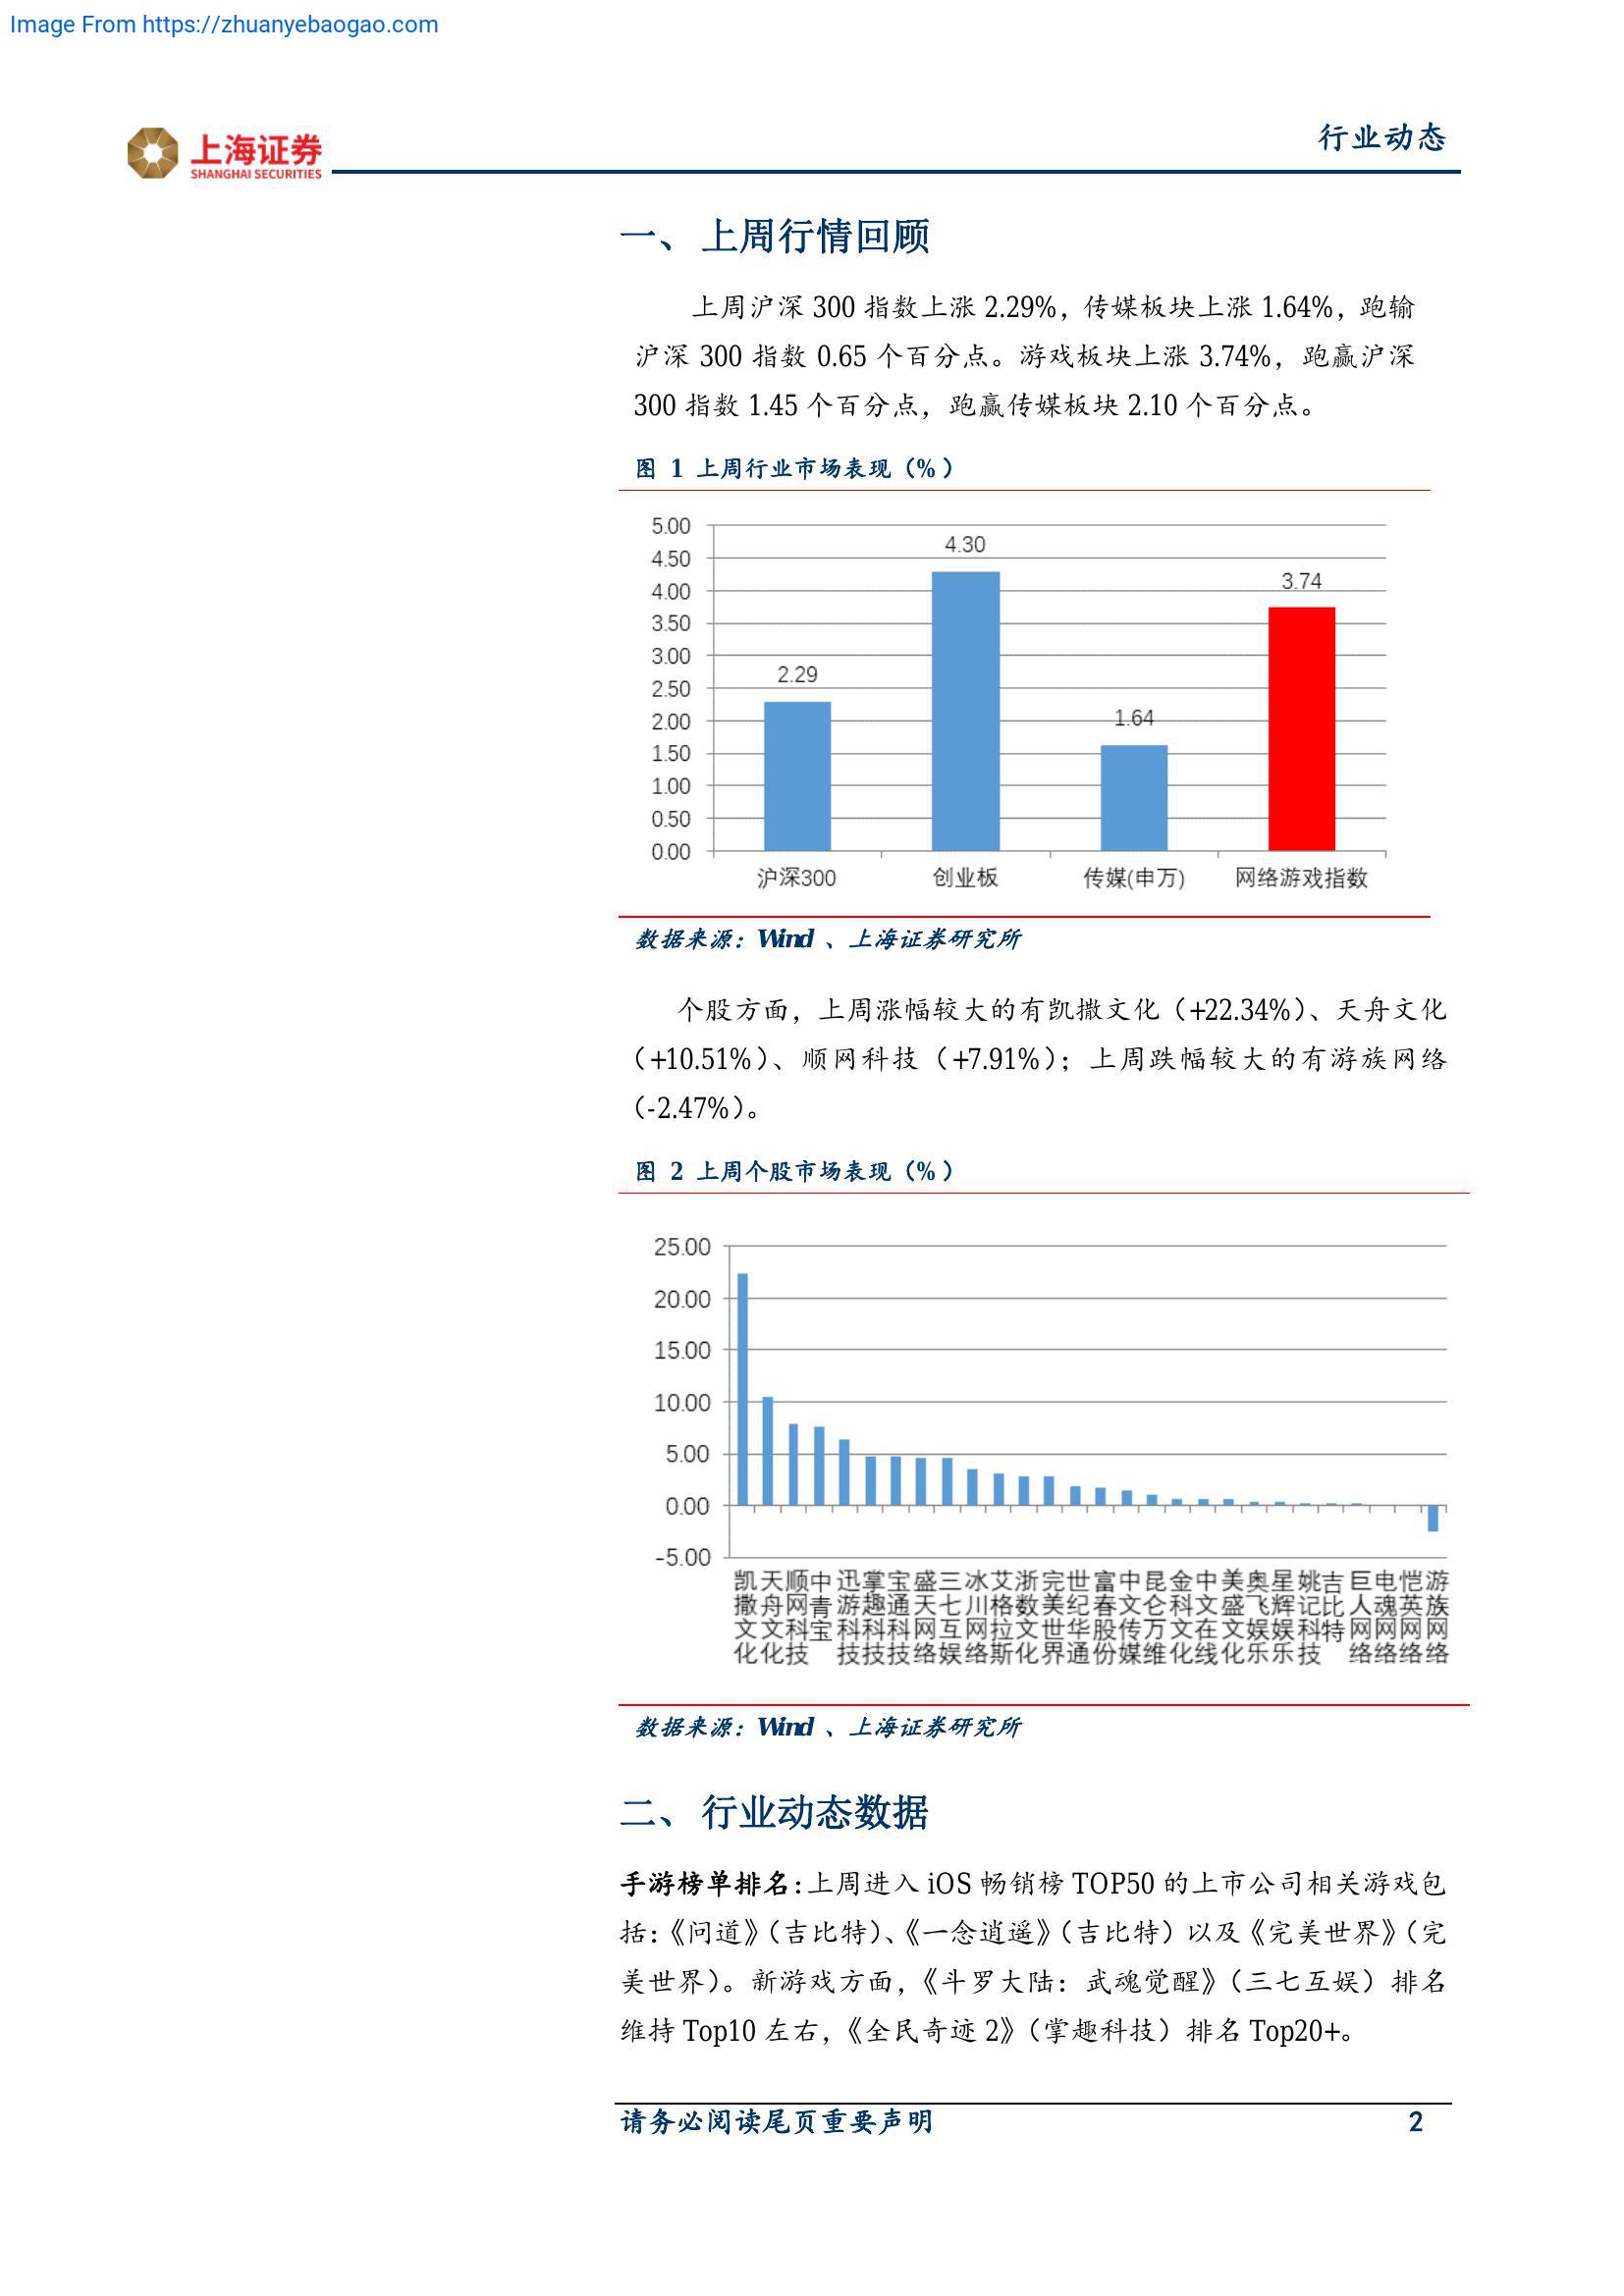 Image From https://zhuanyebaogao.com
上海证券
SHANGHAI SECURITIES
行业动态
一、 上周行情回顾
上周沪深 300 指数上涨 2.29%，传媒板块上涨 1.64%，跑输
沪深 300 指数 0.65 个百分点。游戏板块上涨 3.74%，跑赢沪深
300 指数 1.45 个百分点，跑赢传媒板块 2.10 个百分点。
图 1 上周行业市场表现（%）
5.00
4.50
4.00
3.50
3.00
2.50
2.00
1.50
1.00
0.50
0.00
2.29
4.30
1.64
3.74
沪深300
创业板
传媒(申万)
网络游戏指数
数据来源：Wind 、上海证券研究所
个股方面，上周涨幅较大的有凯撒文化（+22.34%）、天舟文化
（+10.51%）、顺网科技（+7.91%）；上周跌幅较大的有游族网络
（-2.47%）。
图 2 上周个股市场表现（%）
25.00
20.00
15.00
10.00
5.00
0.00
-5.00
凯撒文化
天舟文化
顺网科技
中青宝
迅游科技
掌趣科技
宝通科技
盛天网络
三七互娱
冰川网络
艾格拉斯
浙数文化
完美世界
世纪华通
富春股份
中文传媒
昆仑万维
金科文化
中文在线
美盛文化
奥飞娱乐
星辉娱乐
姚记科技
吉比特
巨人网络
电魂网络
恺英网络
游族网络
数据来源：Wind 、上海证券研究所
二、 行业动态数据
手游榜单排名：上周进入 iOS 畅销榜 TOP50 的上市公司相关游戏包
括：《问道》（吉比特）、《一念逍遥》（吉比特）以及《完美世界》（完
美世界）。新游戏方面，《斗罗大陆：武魂觉醒》（三七互娱）排名
维持 Top10 左右，《全民奇迹 2》（掌趣科技）排名 Top20+。
请务必阅读尾页重要声明
2